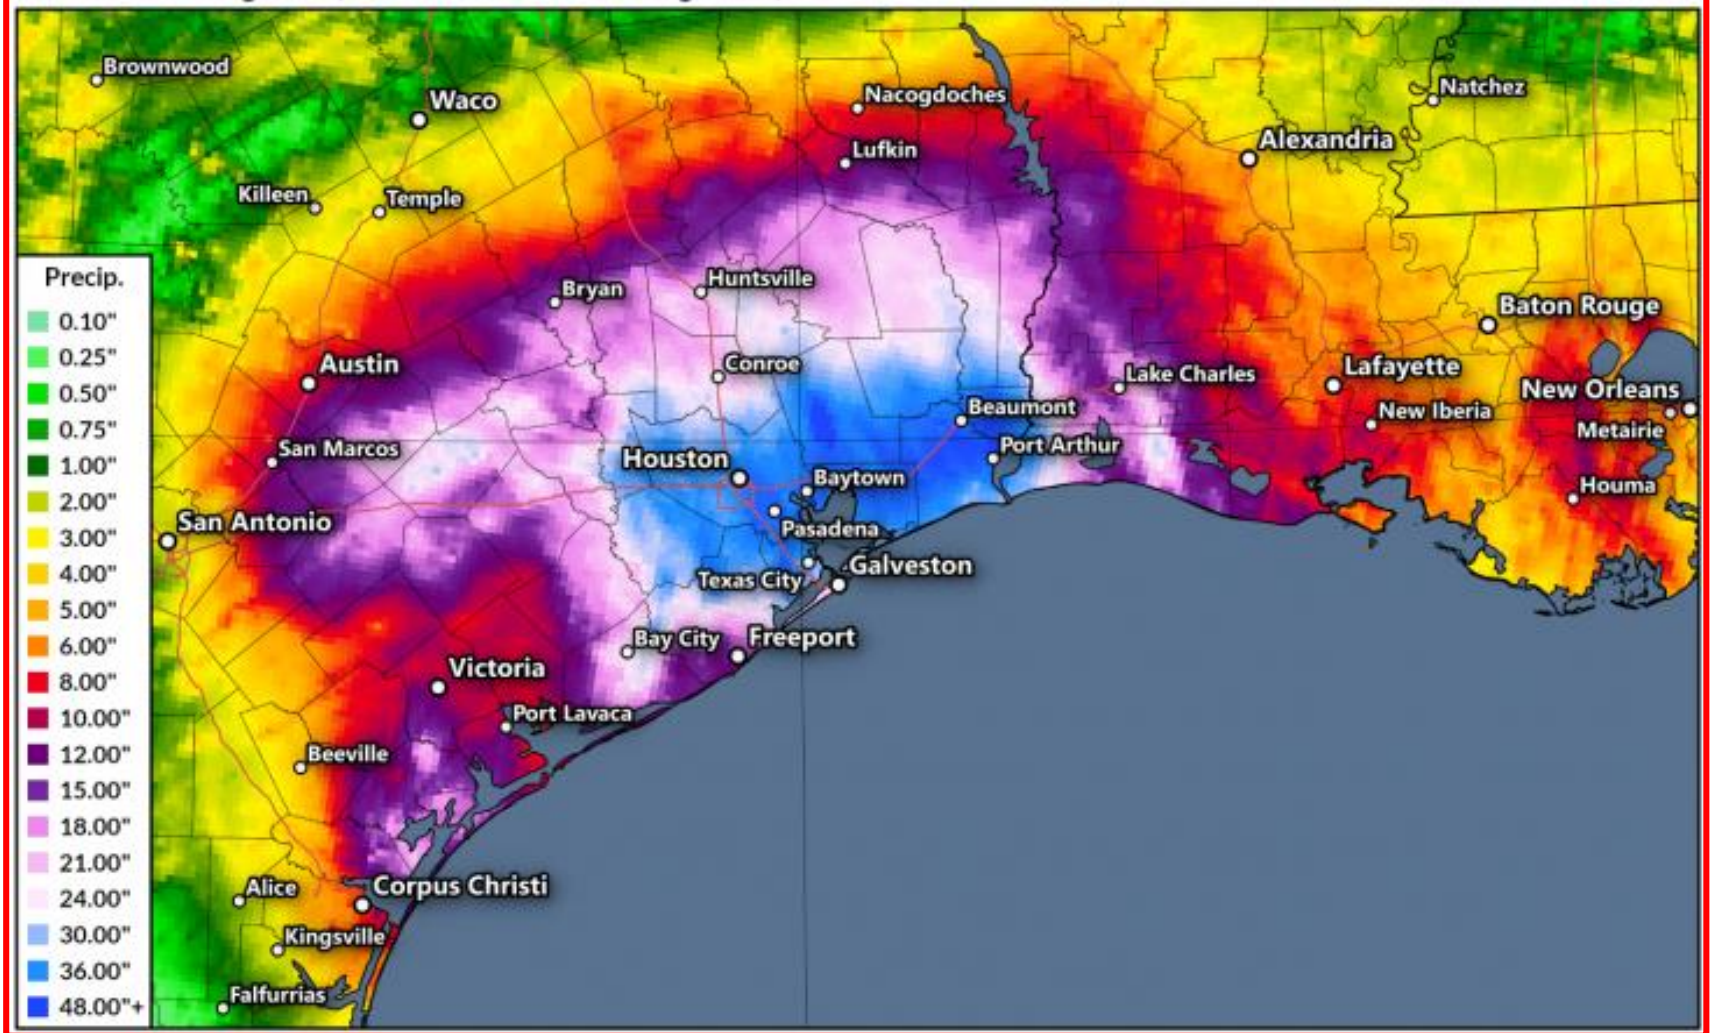 Brownwood
Waco
Nacogdoches
Natchez
Lufkin
Alexandria
Killeen
Temple
Precip.
0.10"
0.25"
0.50"
0.75"
1.00"
2.00"
3.00"
4.00"
5.00"
6.00"
8.00"
10.00"
12.00"
15.00"
18.00"
21.00"
24.00"
30.00"
36.00"
48.00"+
Bryan
Huntsville
Baton Rouge
Austin
Conroe
Lake Charles
Lafayette
New Orleans
Beaumont
New Iberia
Metairie
San Marcos
Houston
Port Arthur
Baytown
Houma
San Antonio
Pasadena
Texas City
Galveston
Bay City
Freeport
Victoria
Port Lavaca
Beeville
Alice
Corpus Christi
Kingsville
Falfurrias